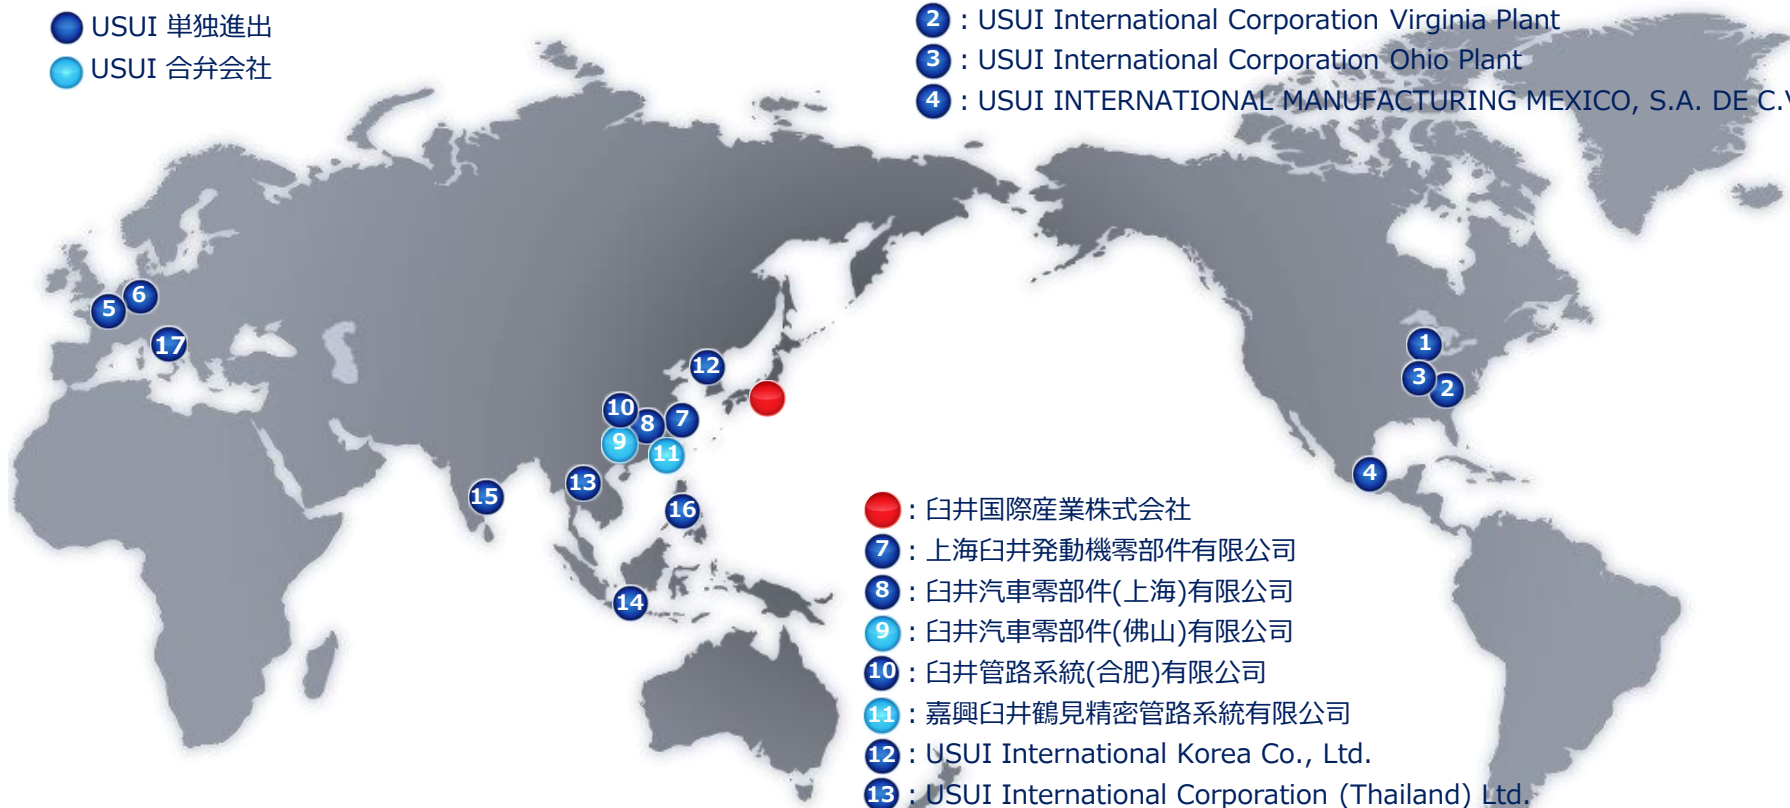 USUI 単独進出
USUI 合弁会社
2 : USUI International Corporation Virginia Plant
3 : USUI International Corporation Ohio Plant
4 : USUI INTERNATIONAL MANUFACTURING MEXICO, S.A. DE C.V
5
6
17
12
10
8
7
9
11
13
15
16
14
1
3
2
4
: 臼井国際産業株式会社
7 : 上海臼井発動機零部件有限公司
8 : 臼井汽車零部件(上海)有限公司
9 : 臼井汽車零部件(佛山)有限公司
10 : 臼井管路系統(合肥)有限公司
11 : 嘉興臼井鶴見精密管路系統有限公司
12 : USUI International Korea Co., Ltd.
13 : USUI International Corporation (Thailand) Ltd.